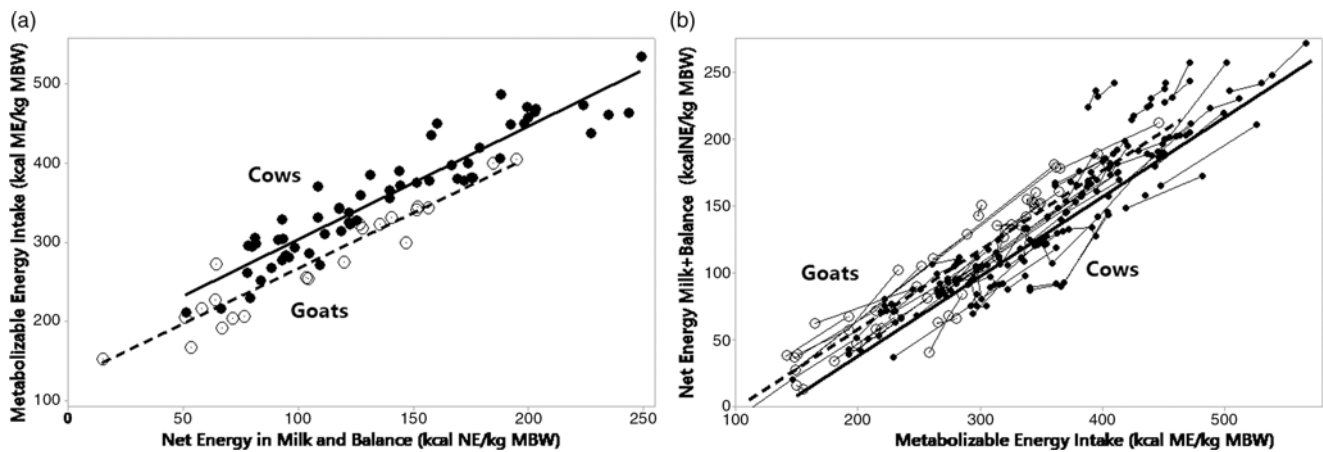 (a)
Metabolizable Energy Intake (kcal ME/kg MBW)
500
400
300
200
100
0
50
100
150
200
250
Cows
Goats
Net Energy in Milk and Balance (kcal NE/kg MBW)
(b)
Net Energy Milk+Balance (kcalNE/kg MBW)
250
200
150
100
50
0
100
200
300
400
500
Goats
Cows
Metabolizable Energy Intake (kcal ME/kg MBW)